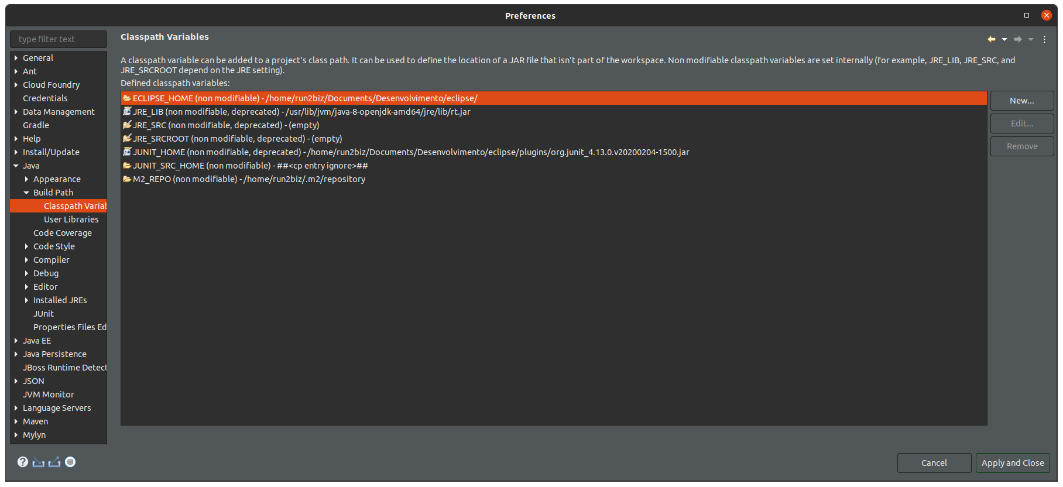 Preferences
type filter text
General
Ant
Cloud Foundry
Credentials
Data Management
Gradle
Help
Install/Update
Java
Appearance
Build Path
Classpath Varial
User Libraries
Code Coverage
Code Style
Compiler
Debug
Editor
Installed JREs
JUnit
Properties Files Ed
Java EE
Java Persistence
JBoss Runtime Detect
JSON
JVM Monitor
Language Servers
Maven
Mylyn
Classpath Variables
A classpath variable can be added to a project's class path. It can be used to define the location of a JAR file that isn't part of the workspace. Non modifiable classpath variables are set internally (for example, JRE_LIB, JRE_SRC, and
JRE_SRCROOT depend on the JRE setting).
Defined classpath variables:
ECLIPSE_HOME (non modifiable) - /home/run2biz/Documents/Desenvolvimento/eclipse/
JRE_LIB (non modifiable, deprecated) - /usr/lib/jvm/java-8-openjdk-amd64/jre/lib/rt.jar
JRE_SRC (non modifiable, deprecated) - (empty)
JRE_SRCROOT (non modifiable, deprecated) - (empty)
JUNIT_HOME (non modifiable, deprecated) - /home/run2biz/Documents/Desenvolvimento/eclipse/plugins/org.junit_4.13.0.v20200204-1500.jar
JUNIT_SRC_HOME (non modifiable) - ##<cp entry ignore>##
M2_REPO (non modifiable) - /home/run2biz/.m2/repository
New...
Edit...
Remove
Cancel
Apply and Close